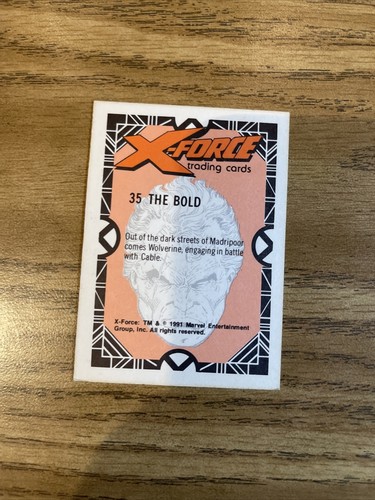 X-FORCE
trading cards
35 THE BOLD
Out of the dark streets of Madripoor
comes Wolverine, engaging in battle
with Cable.
X-Force: TM & © 1991 Marvel Entertainment
Group, Inc. All rights reserved.